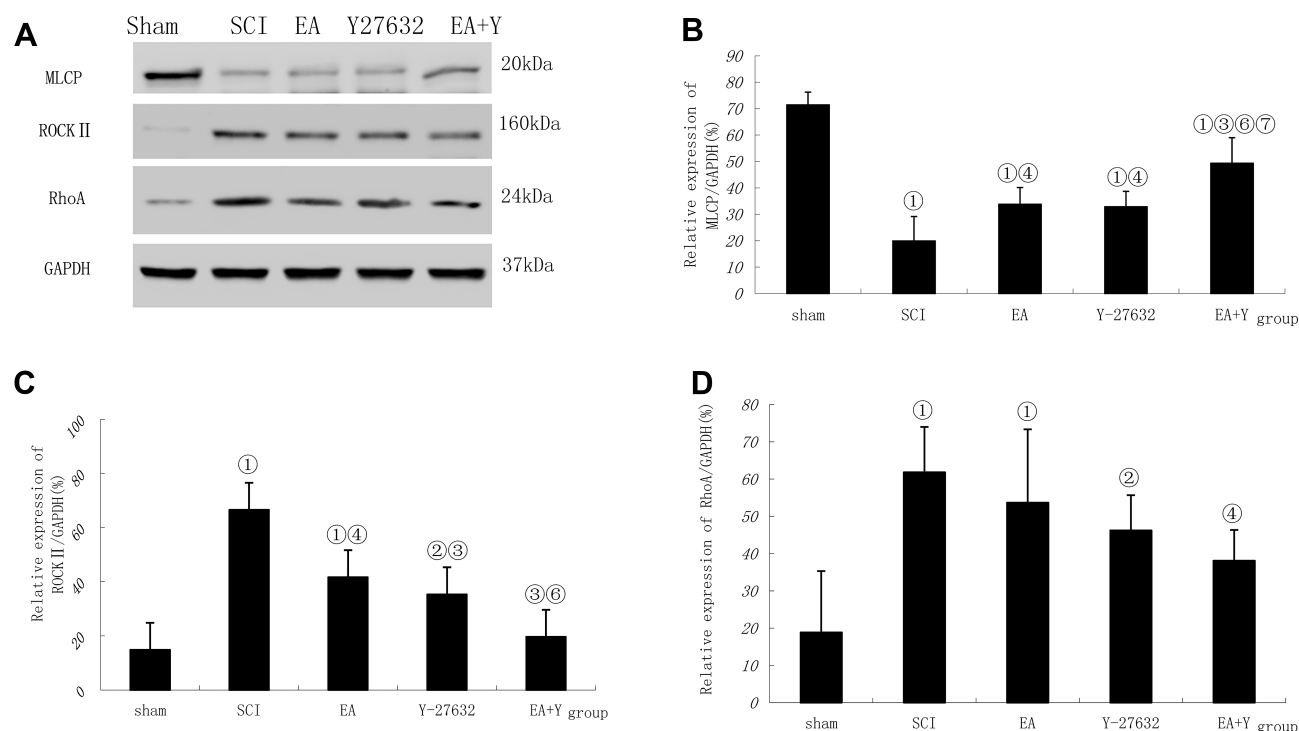 A
Sham SCI EA Y27632 EA+Y
MLCP 20kDa
ROCK Ⅱ 160kDa
RhoA 24kDa
GAPDH 37kDa
B
Relative expression of
MLCP/GAPDH(%)
90
80
70
60
50
40
30
20
10
0
①
①④
①④
①③⑥⑦
sham SCI EA Y-27632 EA+Y group
C
Relative expression of
ROCK Ⅱ/GAPDH(%)
100
80
60
40
20
0
①
①④
②③
③⑥
sham SCI EA Y-27632 EA+Y group
D
Relative expression of RhoA/GAPDH(%)
80
70
60
50
40
30
20
10
0
①
①
②
④
sham SCI EA Y-27632 EA+Y group